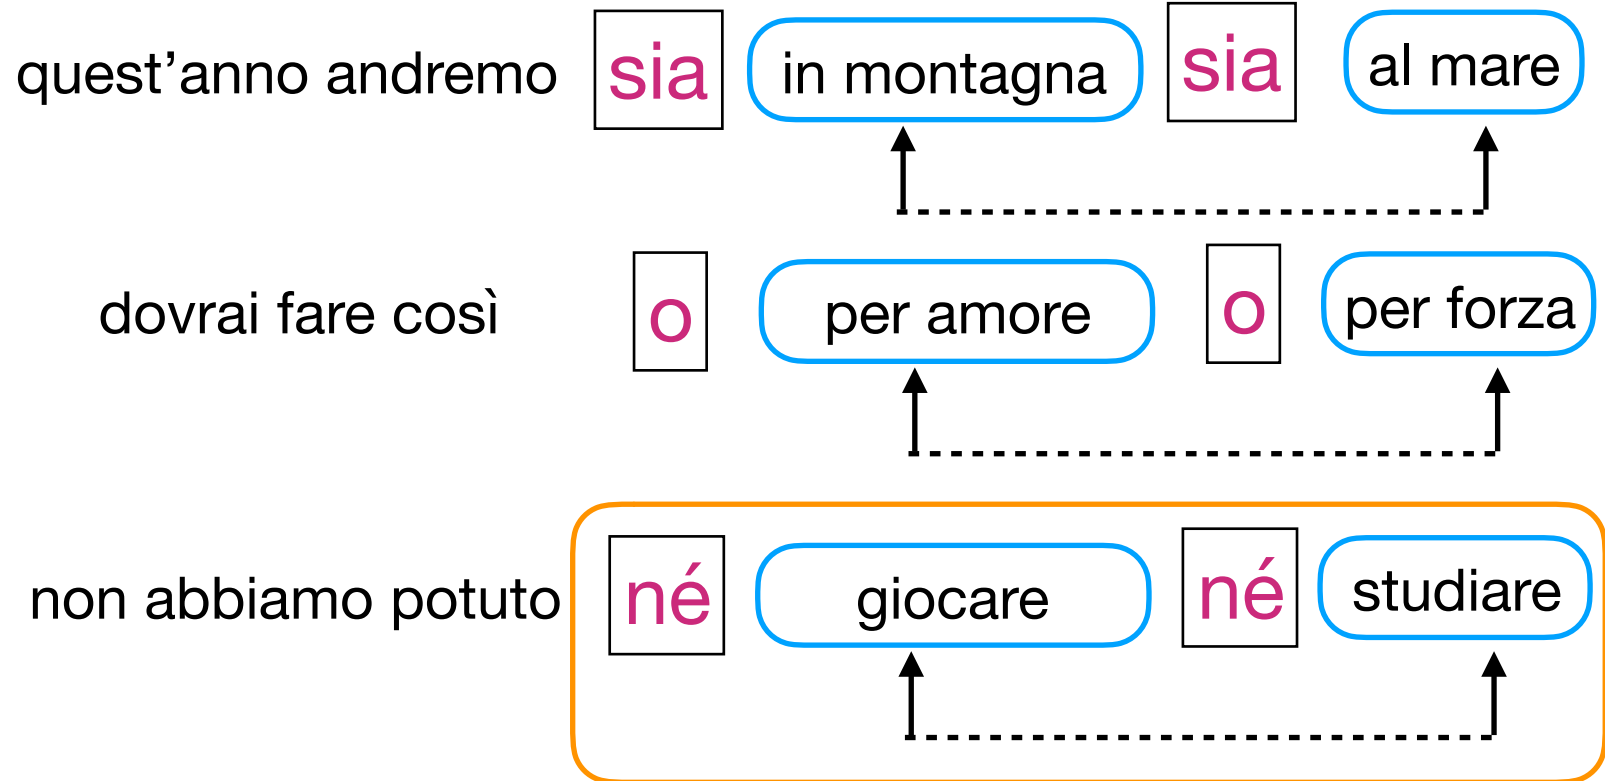 quest’anno andremo sia in montagna sia al mare
dovrai fare così o per amore o per forza
non abbiamo potuto né giocare né studiare